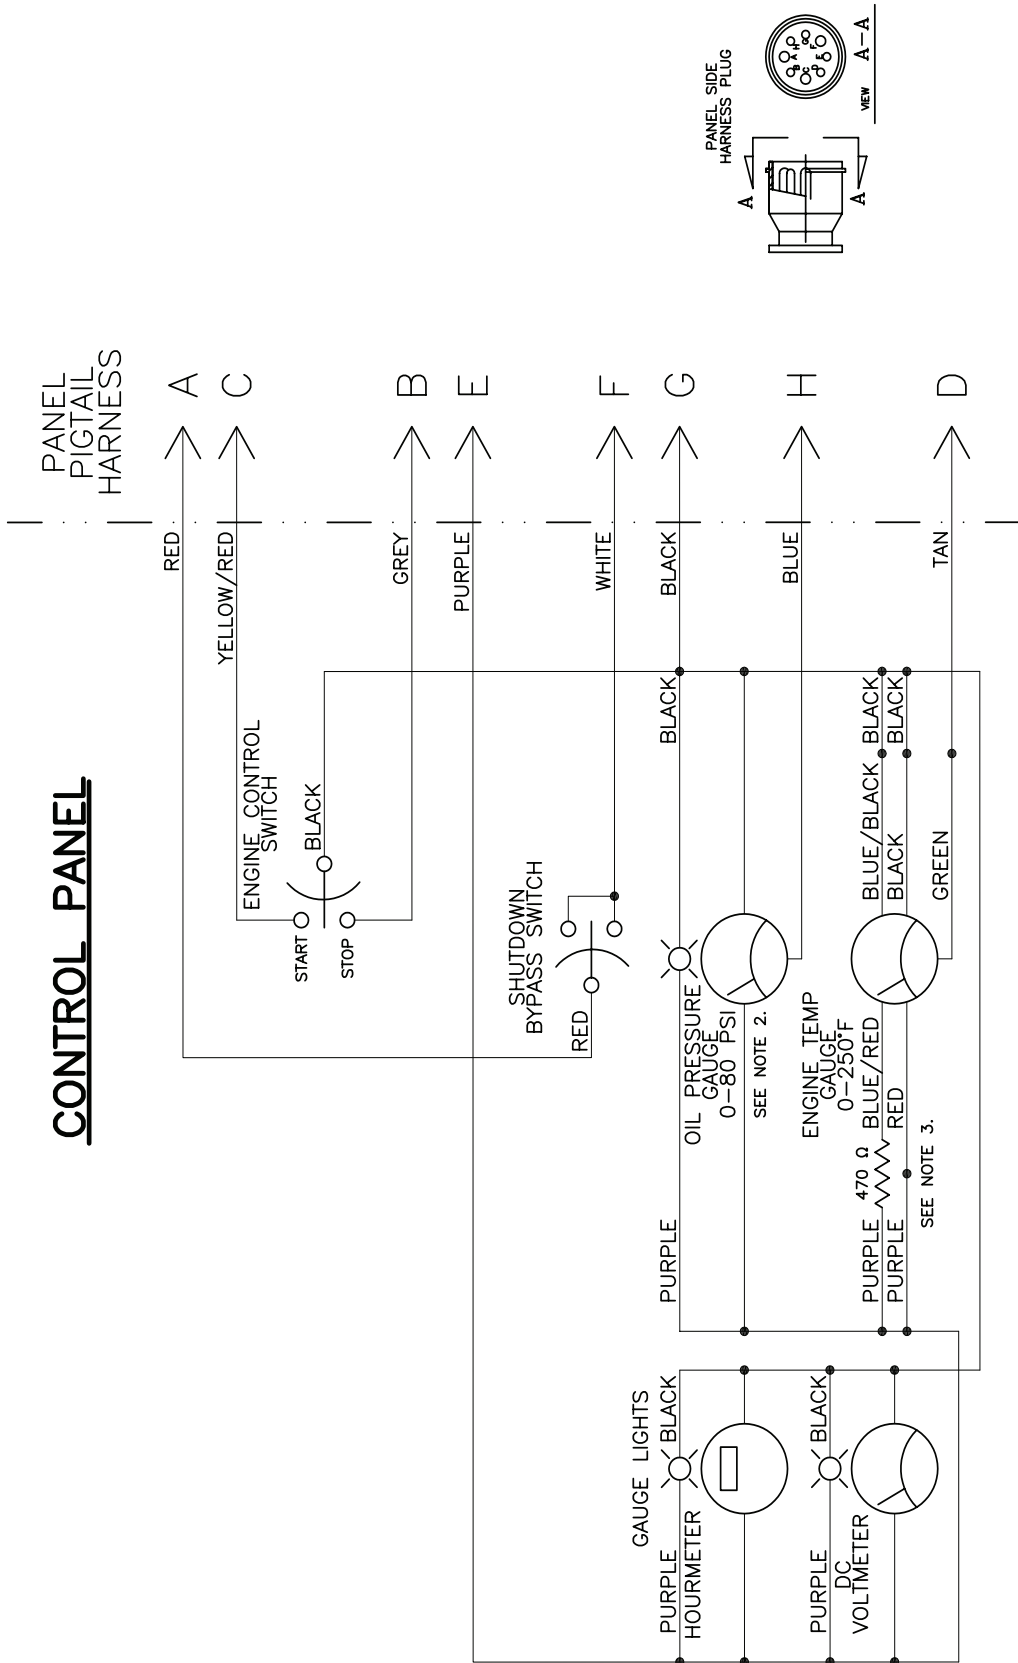 CONTROL PANEL
PANEL
PIGTAIL
HARNESS
RED
A
YELLOW/RED
C
ENGINE CONTROL
SWITCH
START
STOP
BLACK
GREY
B
PURPLE
E
SHUTDOWN
BYPASS SWITCH
RED
WHITE
F
GAUGE LIGHTS
PURPLE
BLACK
HOURMETER
PURPLE
OIL PRESSURE
GAUGE
0-80 PSI
SEE NOTE 2.
BLACK
BLACK
G
BLUE
H
PURPLE
BLACK
DC
VOLTMETER
ENGINE TEMP
GAUGE
0-250°F
PURPLE
470 Ω
BLUE/RED
BLUE/BLACK
BLACK
PURPLE
RED
BLACK
BLACK
SEE NOTE 3.
GREEN
TAN
D
PANEL SIDE
HARNESS PLUG
A
A
A
B
C
D
E
F
G
H
VIEW A-A